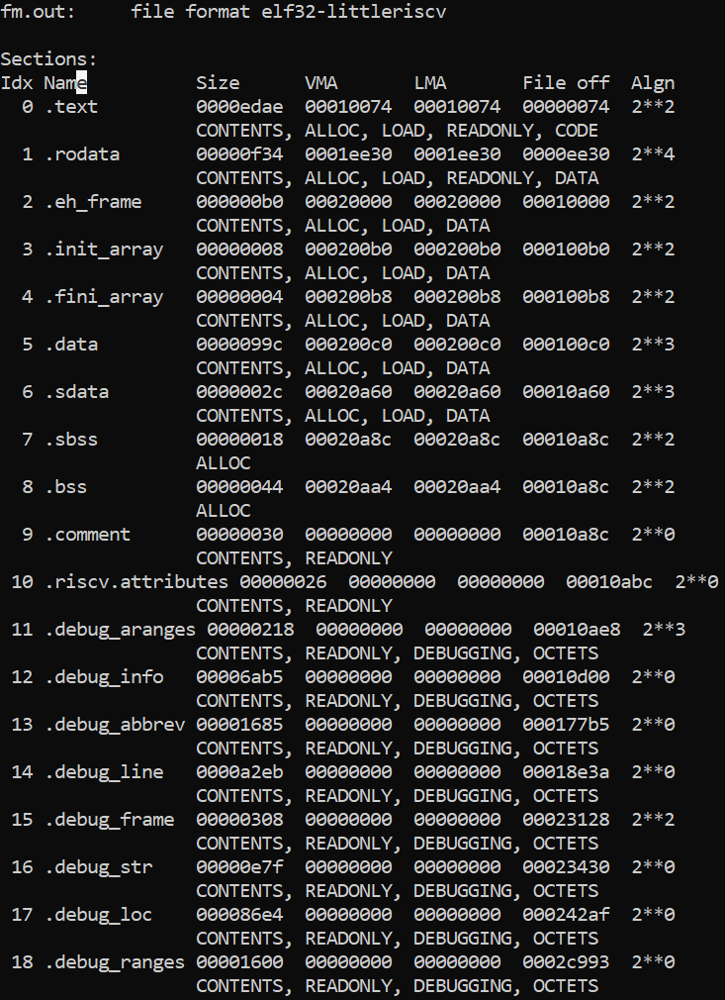 fm.out:     file format elf32-littleriscv
Sections:
Idx Name          Size      VMA       LMA       File off  Algn
  0 .text         0000edae  00010074  00010074  00000074  2**2
                  CONTENTS, ALLOC, LOAD, READONLY, CODE
  1 .rodata       00000f34  0001ee30  0001ee30  0000ee30  2**4
                  CONTENTS, ALLOC, LOAD, READONLY, DATA
  2 .eh_frame     000000b0  00020000  00020000  00010000  2**2
                  CONTENTS, ALLOC, LOAD, DATA
  3 .init_array   00000008  000200b0  000200b0  000100b0  2**2
                  CONTENTS, ALLOC, LOAD, DATA
  4 .fini_array   00000004  000200b8  000200b8  000100b8  2**2
                  CONTENTS, ALLOC, LOAD, DATA
  5 .data         0000099c  000200c0  000200c0  000100c0  2**3
                  CONTENTS, ALLOC, LOAD, DATA
  6 .sdata        0000002c  00020a60  00020a60  00010a60  2**3
                  CONTENTS, ALLOC, LOAD, DATA
  7 .sbss         00000018  00020a8c  00020a8c  00010a8c  2**2
                  ALLOC
  8 .bss          00000044  00020aa4  00020aa4  00010a8c  2**2
                  ALLOC
  9 .comment      00000030  00000000  00000000  00010a8c  2**0
                  CONTENTS, READONLY
 10 .riscv.attributes 00000026  00000000  00000000  00010abc  2**0
                  CONTENTS, READONLY
 11 .debug_aranges 00000218  00000000  00000000  00010ae8  2**3
                  CONTENTS, READONLY, DEBUGGING, OCTETS
 12 .debug_info   00006ab5  00000000  00000000  00010d00  2**0
                  CONTENTS, READONLY, DEBUGGING, OCTETS
 13 .debug_abbrev 00001685  00000000  00000000  000177b5  2**0
                  CONTENTS, READONLY, DEBUGGING, OCTETS
 14 .debug_line   0000a2eb  00000000  00000000  00018e3a  2**0
                  CONTENTS, READONLY, DEBUGGING, OCTETS
 15 .debug_frame  00000308  00000000  00000000  00023128  2**2
                  CONTENTS, READONLY, DEBUGGING, OCTETS
 16 .debug_str    00000e7f  00000000  00000000  00023430  2**0
                  CONTENTS, READONLY, DEBUGGING, OCTETS
 17 .debug_loc    000086e4  00000000  00000000  000242af  2**0
                  CONTENTS, READONLY, DEBUGGING, OCTETS
 18 .debug_ranges 00001600  00000000  00000000  0002c993  2**0
                  CONTENTS, READONLY, DEBUGGING, OCTETS